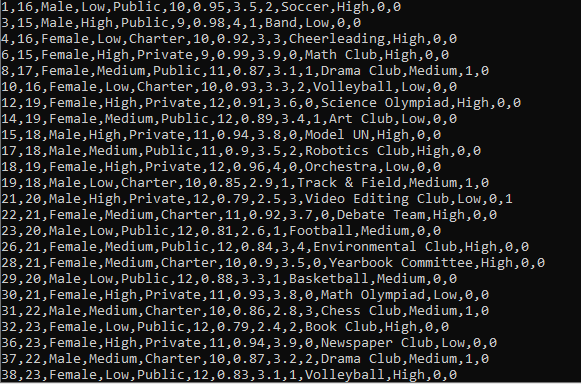 1,16,Male,Low,Public,10,0.95,3.5,2,Soccer,High,0,0
3,15,Male,High,Public,9,0.98,4,1,Band,Low,0,0
4,16,Female,Low,Charter,10,0.92,3,3,Cheerleading,High,0,0
6,15,Female,High,Private,9,0.99,3.9,0,Math Club,High,0,0
8,17,Female,Medium,Public,11,0.87,3.1,1,Drama Club,Medium,1,0
10,16,Female,Low,Charter,10,0.93,3.3,2,Volleyball,Low,0,0
12,19,Female,High,Private,12,0.91,3.6,0,Science Olympiad,High,0,0
14,19,Female,Medium,Public,12,0.89,3.4,1,Art Club,Low,0,0
15,18,Male,High,Private,11,0.94,3.8,0,Model UN,High,0,0
17,18,Male,Medium,Public,11,0.9,3.5,2,Robotics Club,High,0,0
18,19,Female,High,Private,12,0.96,4,0,Orchestra,Low,0,0
19,18,Male,Low,Charter,10,0.85,2.9,1,Track & Field,Medium,1,0
21,20,Male,High,Private,12,0.79,2.5,3,Video Editing Club,Low,0,1
22,21,Female,Medium,Charter,11,0.92,3.7,0,Debate Team,High,0,0
23,20,Male,Low,Public,12,0.81,2.6,1,Football,Medium,0,0
26,21,Female,Medium,Public,12,0.84,3,4,Environmental Club,High,0,0
28,21,Female,Medium,Charter,10,0.9,3.5,0,Yearbook Committee,High,0,0
29,20,Male,Low,Public,12,0.88,3.3,1,Basketball,Medium,0,0
30,21,Female,High,Private,11,0.93,3.8,0,Math Olympiad,Low,0,0
31,22,Male,Medium,Charter,10,0.86,2.8,3,Chess Club,Medium,1,0
32,23,Female,Low,Public,12,0.79,2.4,2,Book Club,High,0,0
36,23,Female,High,Private,11,0.94,3.9,0,Newspaper Club,Low,0,0
37,22,Male,Medium,Charter,10,0.87,3.2,2,Drama Club,Medium,1,0
38,23,Female,Low,Public,12,0.83,3.1,1,Volleyball,High,0,0